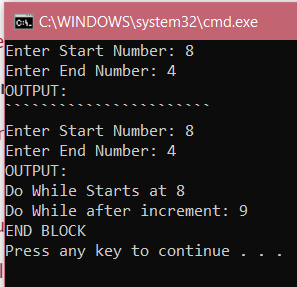 C:\WINDOWS\system32\cmd.exe
Enter Start Number: 8
Enter End Number: 4
OUTPUT:
```````````````````````
Enter Start Number: 8
Enter End Number: 4
OUTPUT:
Do While Starts at 8
Do While after increment: 9
END BLOCK
Press any key to continue . . .